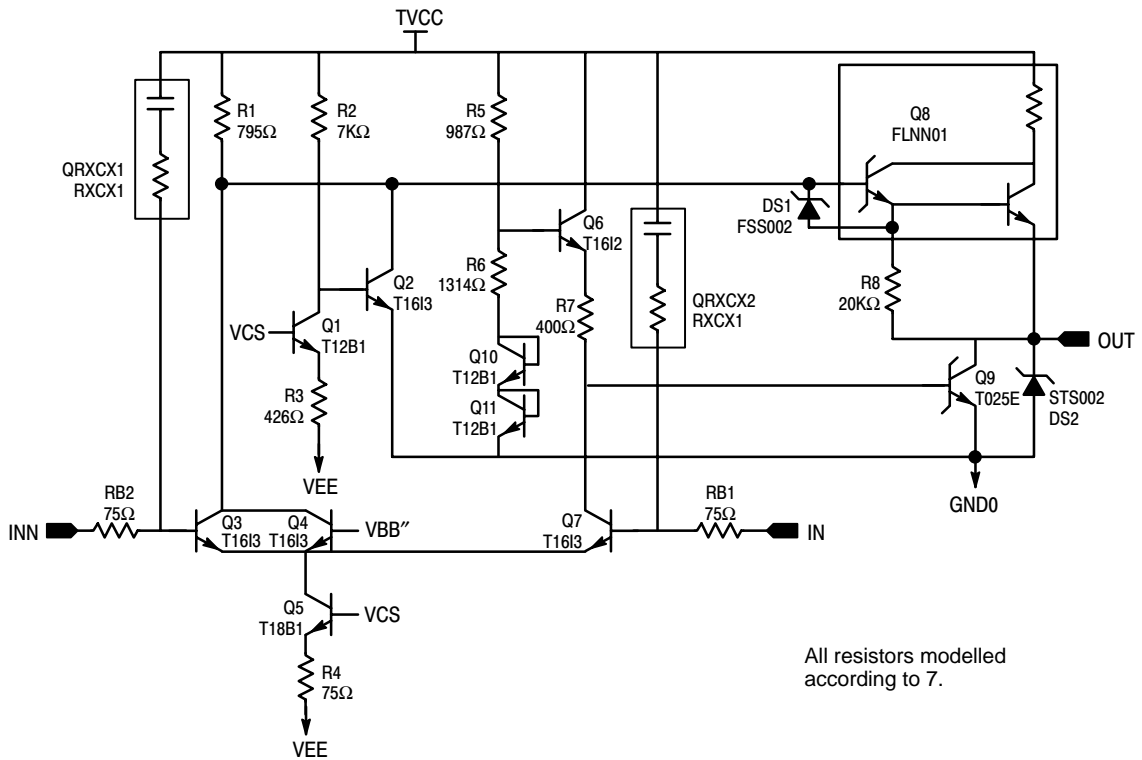 TVCC
R1
795Ω
R2
7KΩ
R5
987Ω
Q8
FLNN01
QRXCX1
RXCX1
DS1
FSS002
Q6
T16I2
R6
1314Ω
Q2
T16I3
QRXCX2
RXCX1
R8
20KΩ
R7
400Ω
VCS
Q1
T12B1
OUT
Q10
T12B1
Q9
T025E
STS002
DS2
R3
426Ω
Q11
T12B1
VEE
GND0
RB2
75Ω
RB1
75Ω
INN
Q3
T16I3
Q4
T16I3
VBB″
Q7
T16I3
IN
Q5
T18B1
VCS
R4
75Ω
VEE
All resistors modelled
according to 7.